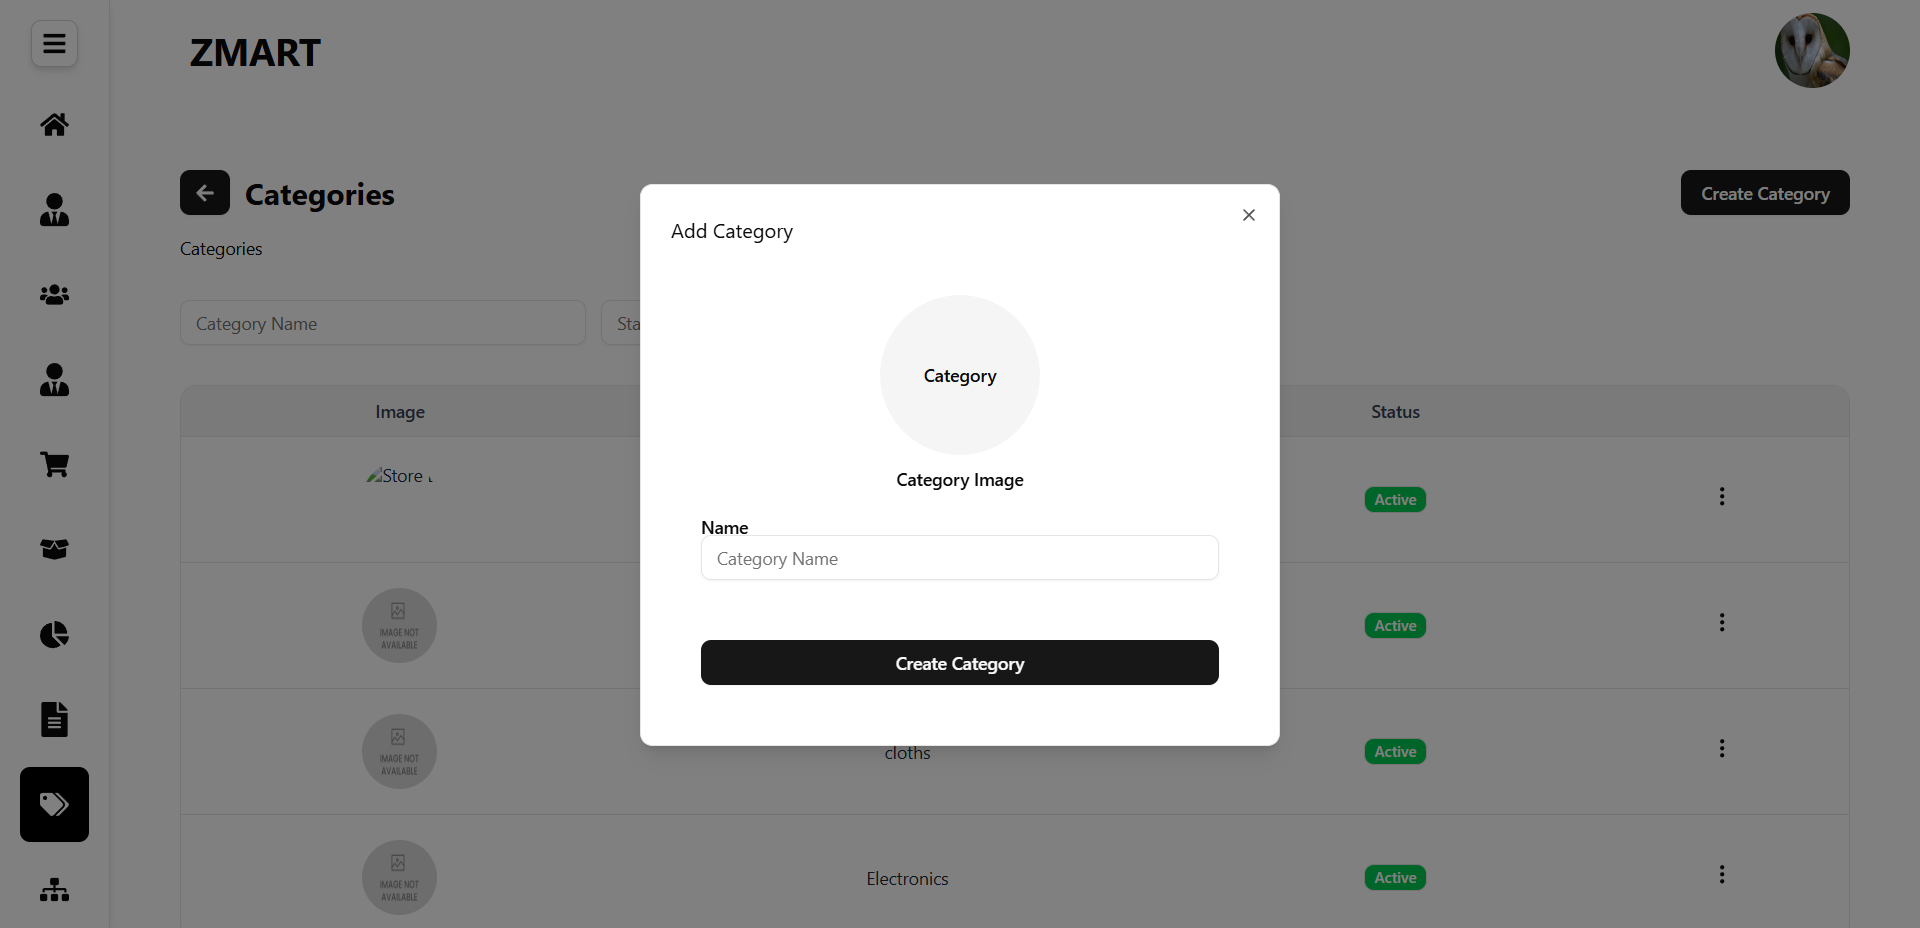 ZMART
Categories
Create Category
Categories
Category Name
Sta
Image
Status
Store
Active
IMAGE NOT
AVAILABLE
Active
IMAGE NOT
AVAILABLE
cloths
Active
IMAGE NOT
AVAILABLE
Electronics
Active
Add Category
Category
Category Image
Name
Category Name
Create Category